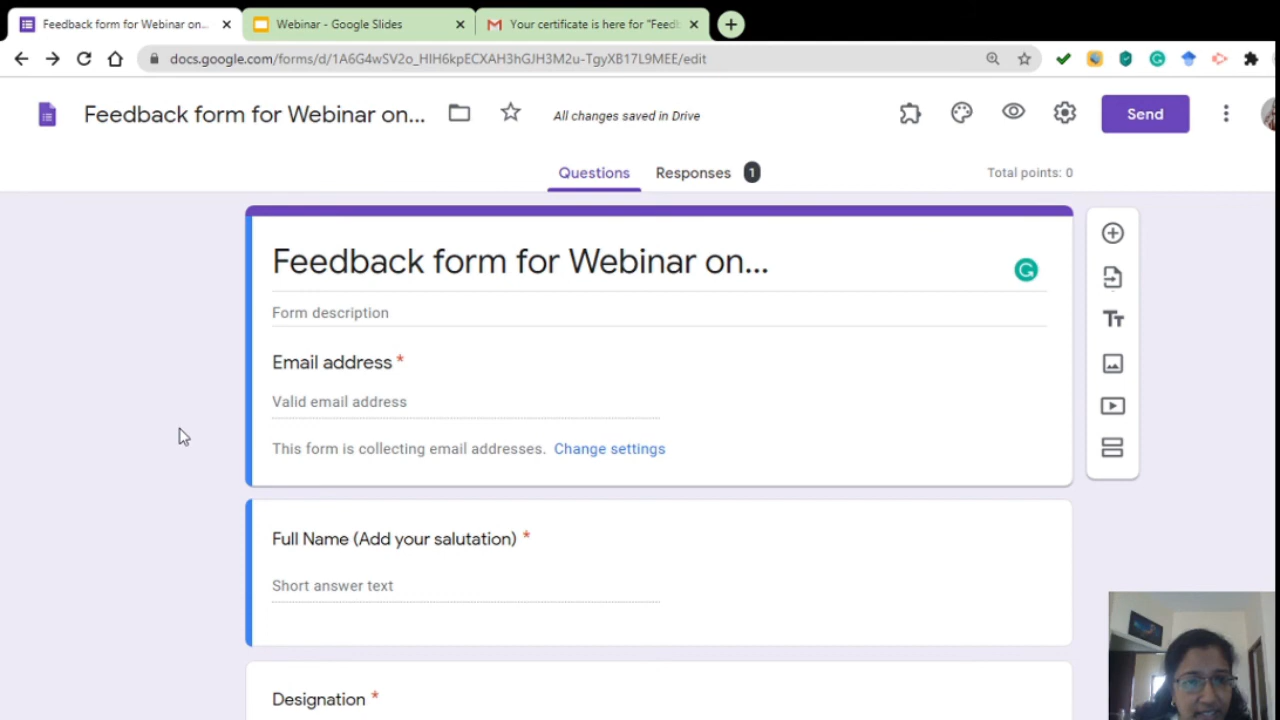 Feedback form for Webinar on...
Webinar - Google Slides
Your certificate is here for "Feedb
docs.google.com/forms/d/1A6G4wSV2o_HIH6kpECXAH3hGJH3M2u-TgyXB17L9MEE/edit
Feedback form for Webinar on...
All changes saved in Drive
Send
Questions
Responses
1
Total points: 0
Feedback form for Webinar on...
Form description
Email address *
Valid email address
This form is collecting email addresses. Change settings
Full Name (Add your salutation) *
Short answer text
Designation *